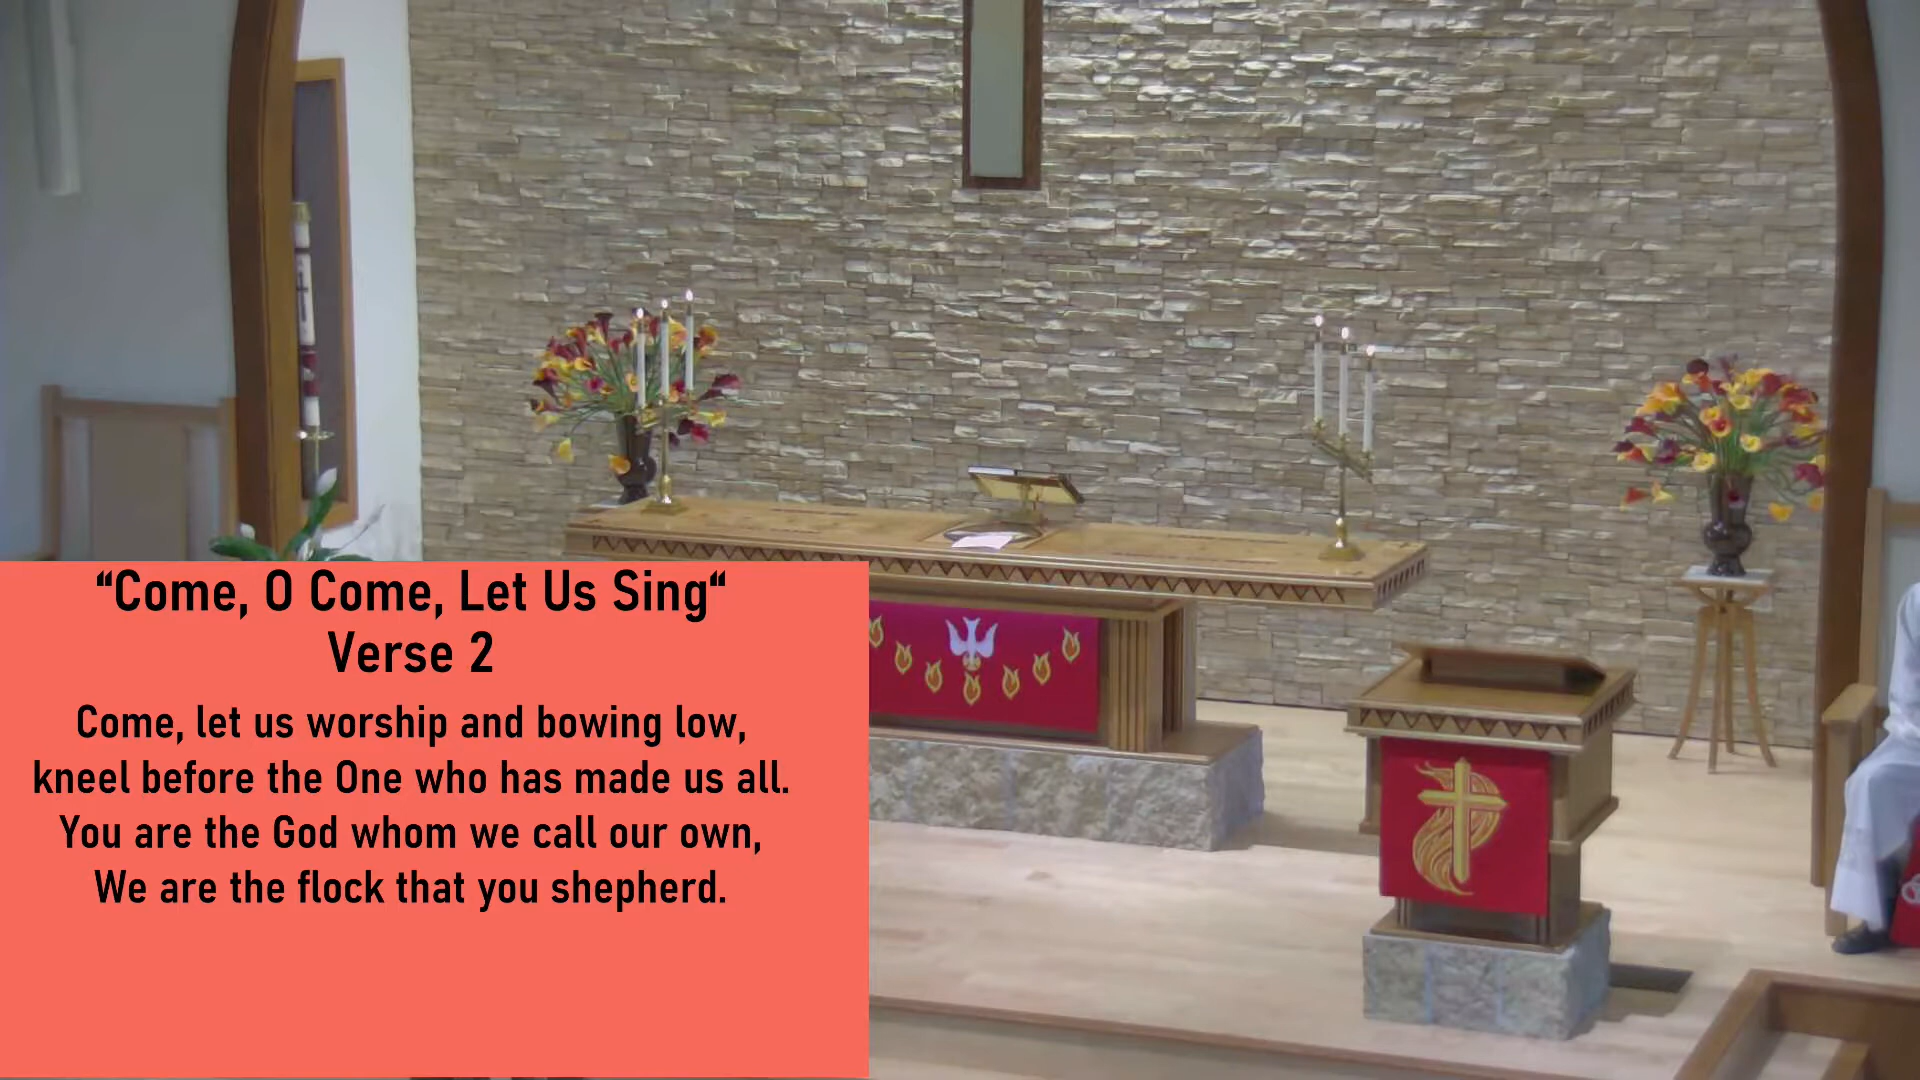 “Come, O Come, Let Us Sing“
Verse 2
Come, let us worship and bowing low,
kneel before the One who has made us all.
You are the God whom we call our own,
We are the flock that you shepherd.